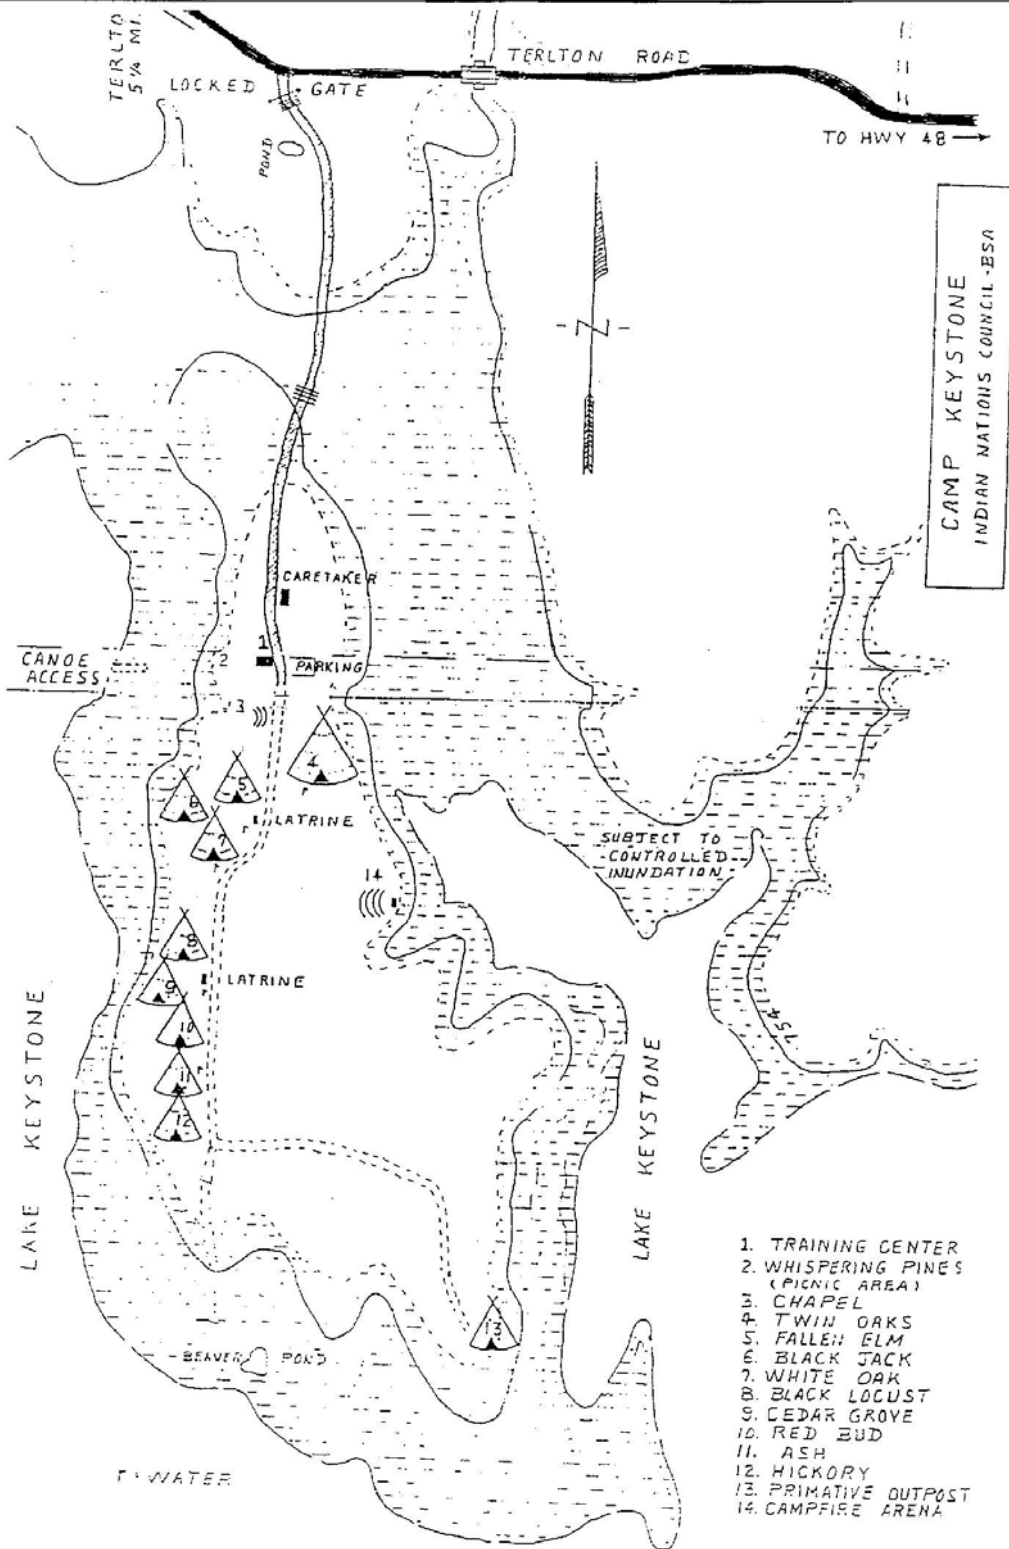 TERLTO
5 1/4 MI.
TERLTON ROAD
LOCKED GATE
TO HWY 48
POND
N
CAMP KEYSTONE
INDIAN NATIONS COUNCIL-BSA
CARETAKER
1
CANOE
ACCESS
2
PARKING
3
4
5
6
LATRINE
7
SUBJECT TO
CONTROLLED
INUNDATION
14
8
LATRINE
9
10
11
12
754
LAKE KEYSTONE
LAKE KEYSTONE
13
BEAVER POND
WATER
1. TRAINING CENTER
2. WHISPERING PINES
(PICNIC AREA)
3. CHAPEL
4. TWIN OAKS
5. FALLEN ELM
6. BLACK JACK
7. WHITE OAK
8. BLACK LOCUST
9. CEDAR GROVE
10. RED BUD
11. ASH
12. HICKORY
13. PRIMATIVE OUTPOST
14. CAMPFIRE ARENA